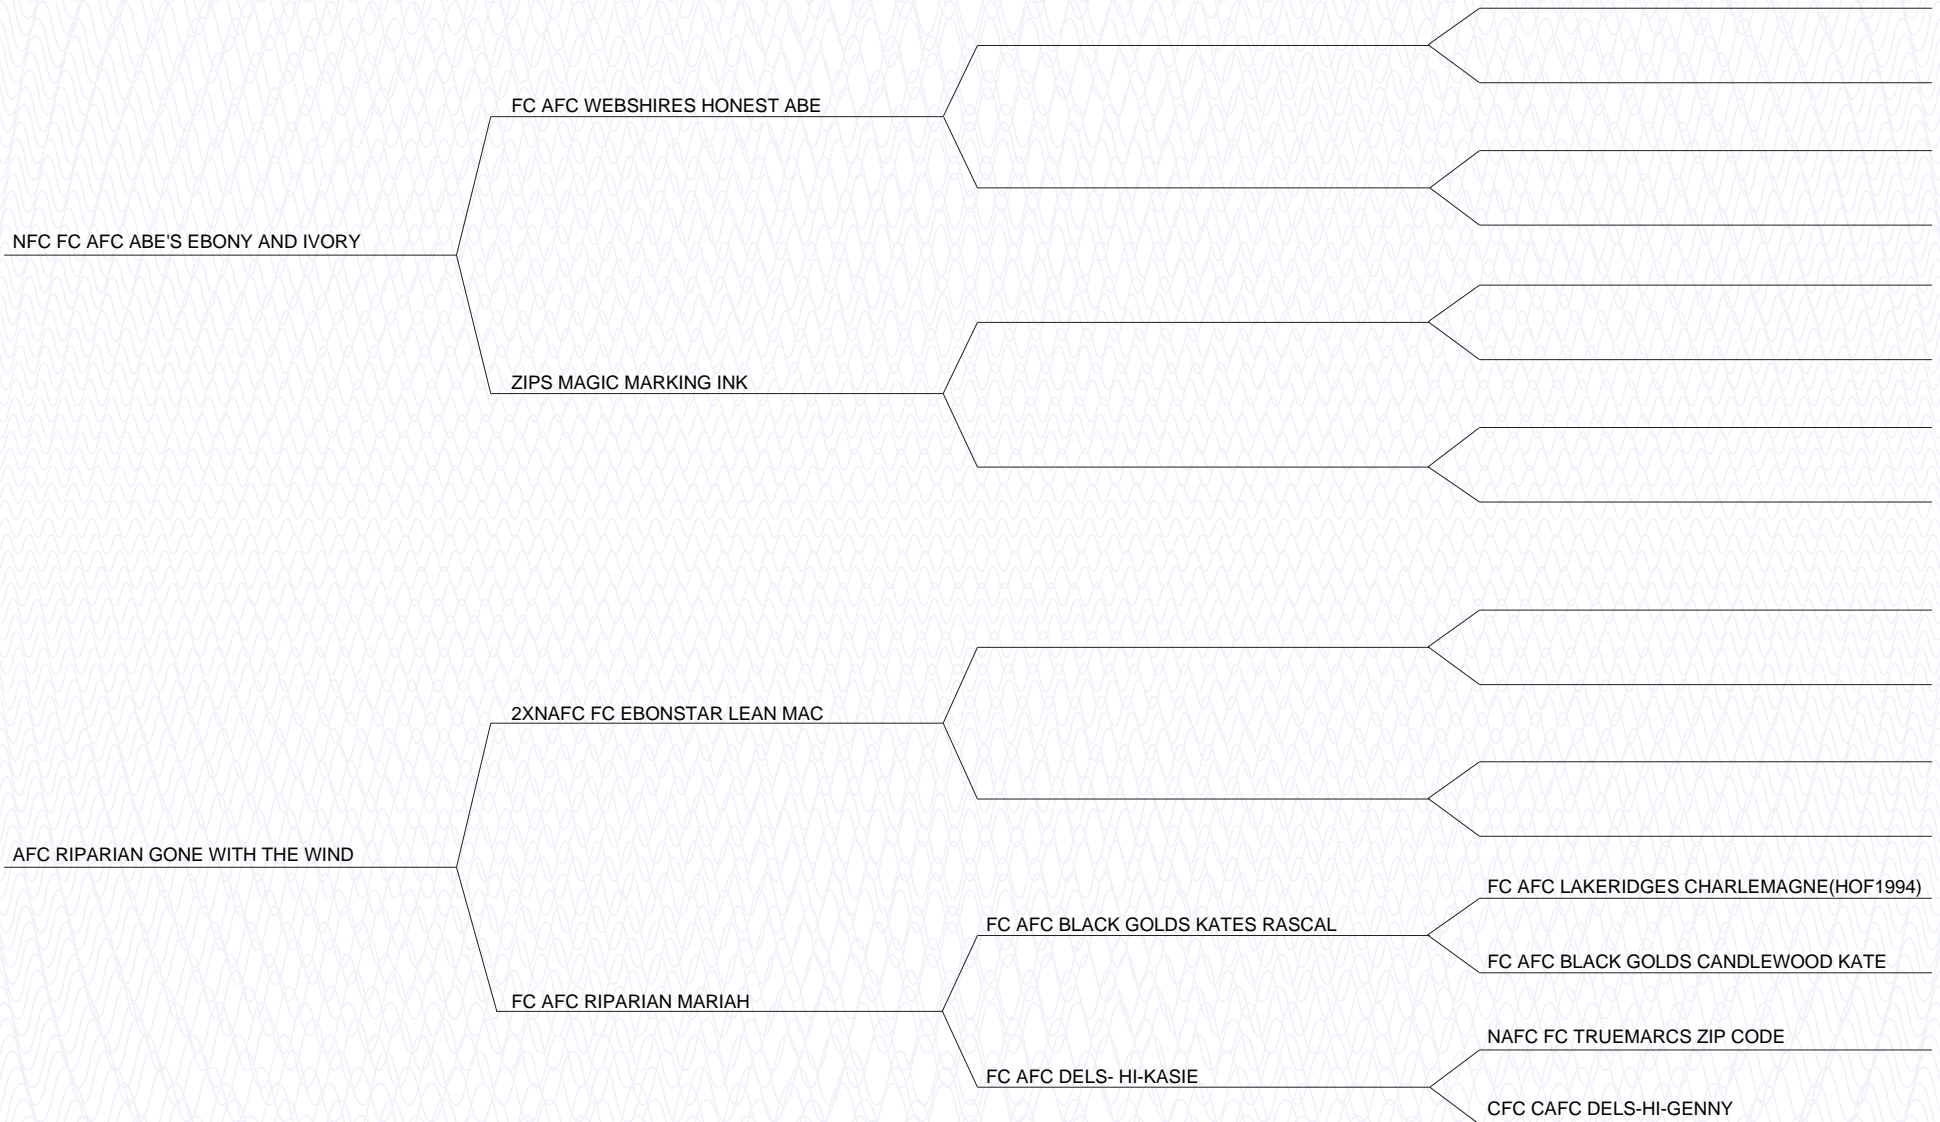 FC AFC WEBSHIRES HONEST ABE
NFC FC AFC ABE'S EBONY AND IVORY
ZIPS MAGIC MARKING INK
2XNAFC FC EBONSTAR LEAN MAC
AFC RIPARIAN GONE WITH THE WIND
FC AFC LAKERIDGES CHARLEMAGNE(HOF1994)
FC AFC BLACK GOLDS KATES RASCAL
FC AFC BLACK GOLDS CANDLEWOOD KATE
FC AFC RIPARIAN MARIAH
NAFC FC TRUEMARCS ZIP CODE
FC AFC DELS- HI-KASIE
CFC CAFC DELS-HI-GENNY